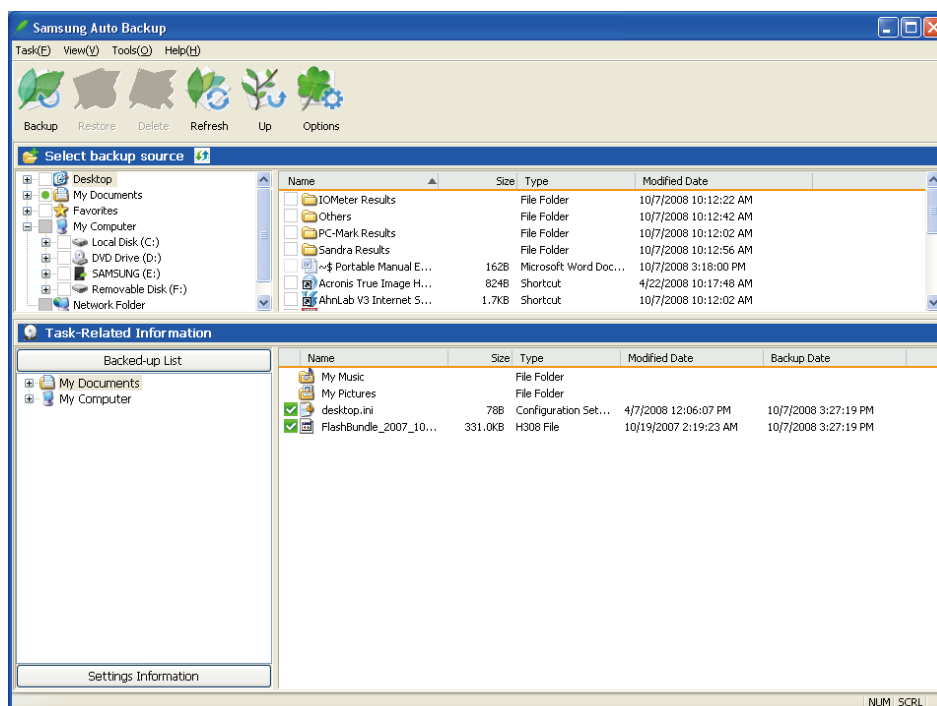 Samsung Auto Backup
Task(F) View(V) Tools(O) Help(H)
Backup Restore Delete Refresh Up Options
Select backup source
Desktop
My Documents
Favorites
My Computer
Local Disk (C:)
DVD Drive (D:)
SAMSUNG (E:)
Removable Disk (F:)
Network Folder
Name Size Type Modified Date
IOMeter Results File Folder 10/7/2008 10:12:22 AM
Others File Folder 10/7/2008 10:12:42 AM
PC-Mark Results File Folder 10/7/2008 10:12:02 AM
Sandra Results File Folder 10/7/2008 10:12:56 AM
~$ Portable Manual E... 162B Microsoft Word Doc... 10/7/2008 3:18:00 PM
Acronis True Image H... 824B Shortcut 4/22/2008 10:17:48 AM
AhnLab V3 Internet S... 1.7KB Shortcut 10/7/2008 10:12:02 AM
Task-Related Information
Backed-up List
My Documents
My Computer
Settings Information
Name Size Type Modified Date Backup Date
My Music File Folder
My Pictures File Folder
desktop.ini 78B Configuration Set... 4/7/2008 12:06:07 PM 10/7/2008 3:27:19 PM
FlashBundle_2007_10... 331.0KB H308 File 10/19/2007 2:19:23 AM 10/7/2008 3:27:19 PM
NUM SCRL